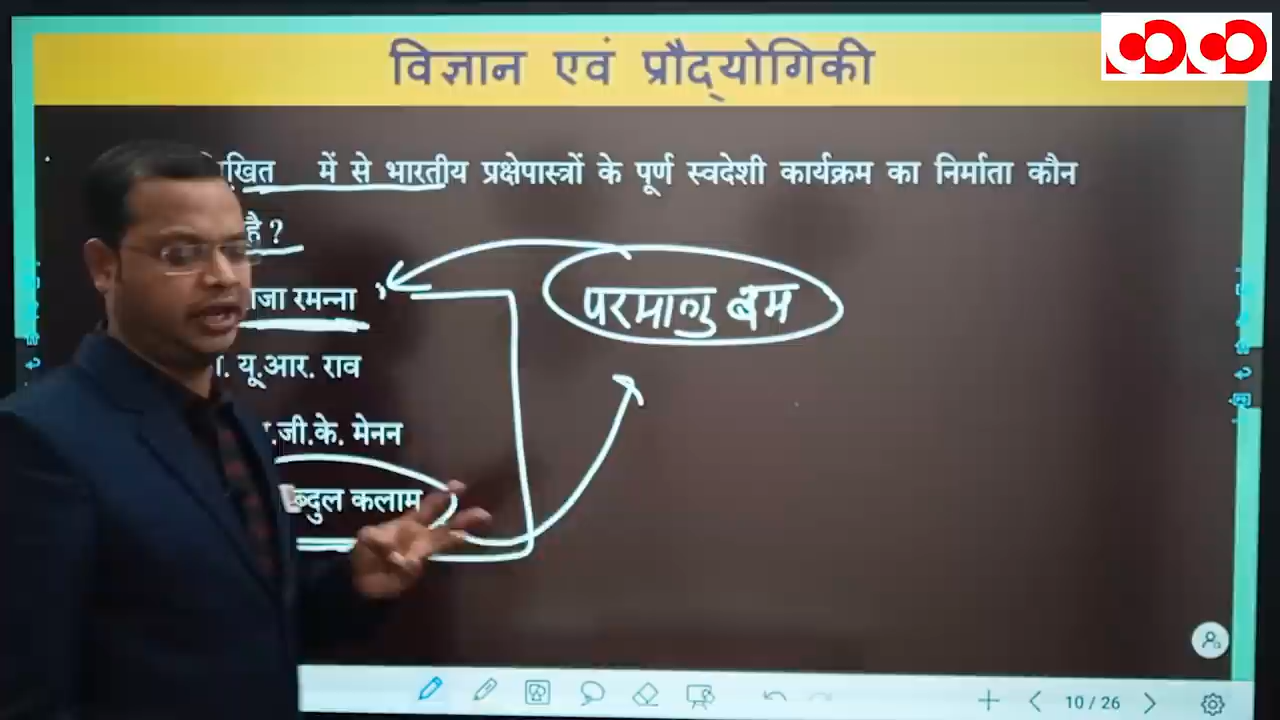 विज्ञान एवं प्रौद्योगिकी
में से भारतीय प्रक्षेपास्त्रों के पूर्ण स्वदेशी कार्यक्रम का निर्माता कौन
है ?
रमन्ना
परमाणु बम
यू.आर. राव
जी.के. मेनन
कलाम
10 / 26